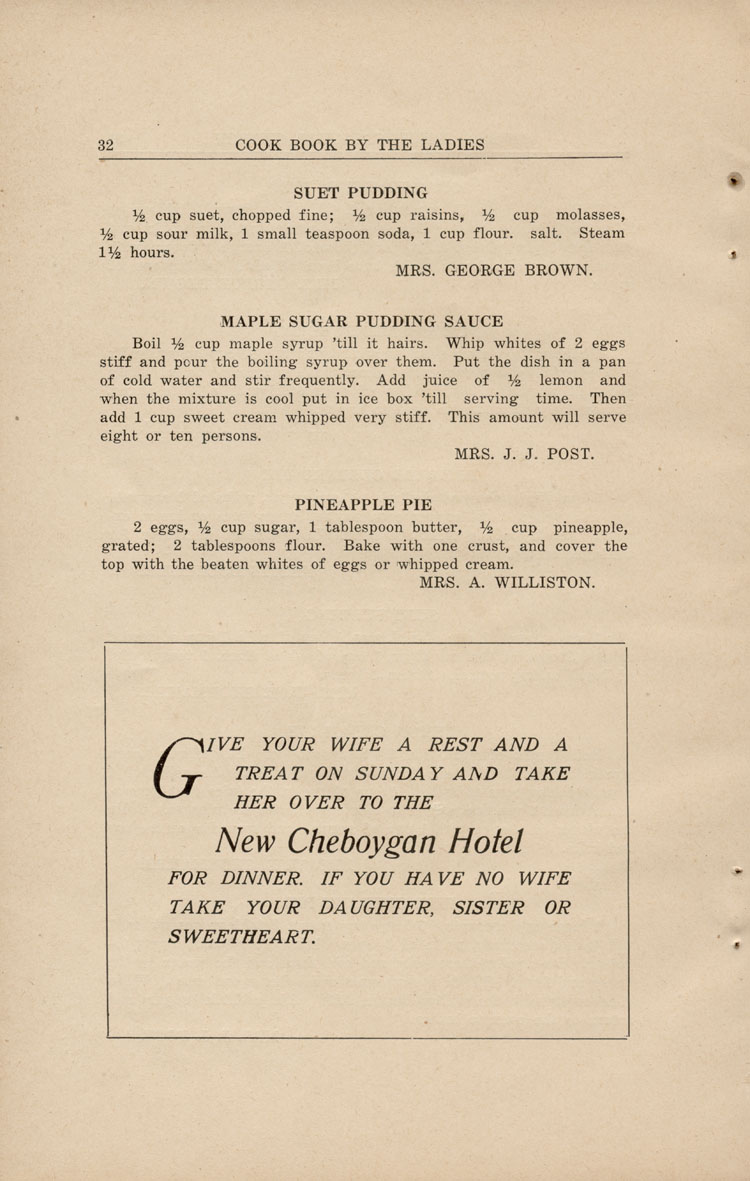 32 COOK BOOK BY THE LADIES
SUET PUDDING
½ cup suet, chopped fine; ½ cup raisins, ½ cup molasses,
½ cup sour milk, 1 small teaspoon soda, 1 cup flour. salt. Steam
1½ hours.
MRS. GEORGE BROWN.
MAPLE SUGAR PUDDING SAUCE
Boil ½ cup maple syrup 'till it hairs. Whip whites of 2 eggs
stiff and pour the boiling syrup over them. Put the dish in a pan
of cold water and stir frequently. Add juice of ½ lemon and
when the mixture is cool put in ice box 'till serving time. Then
add 1 cup sweet cream whipped very stiff. This amount will serve
eight or ten persons.
MRS. J. J. POST.
PINEAPPLE PIE
2 eggs, ½ cup sugar, 1 tablespoon butter, ½ cup pineapple,
grated; 2 tablespoons flour. Bake with one crust, and cover the
top with the beaten whites of eggs or whipped cream.
MRS. A. WILLISTON.
GIVE YOUR WIFE A REST AND A
TREAT ON SUNDAY AND TAKE
HER OVER TO THE
New Cheboygan Hotel
FOR DINNER. IF YOU HAVE NO WIFE
TAKE YOUR DAUGHTER, SISTER OR
SWEETHEART.